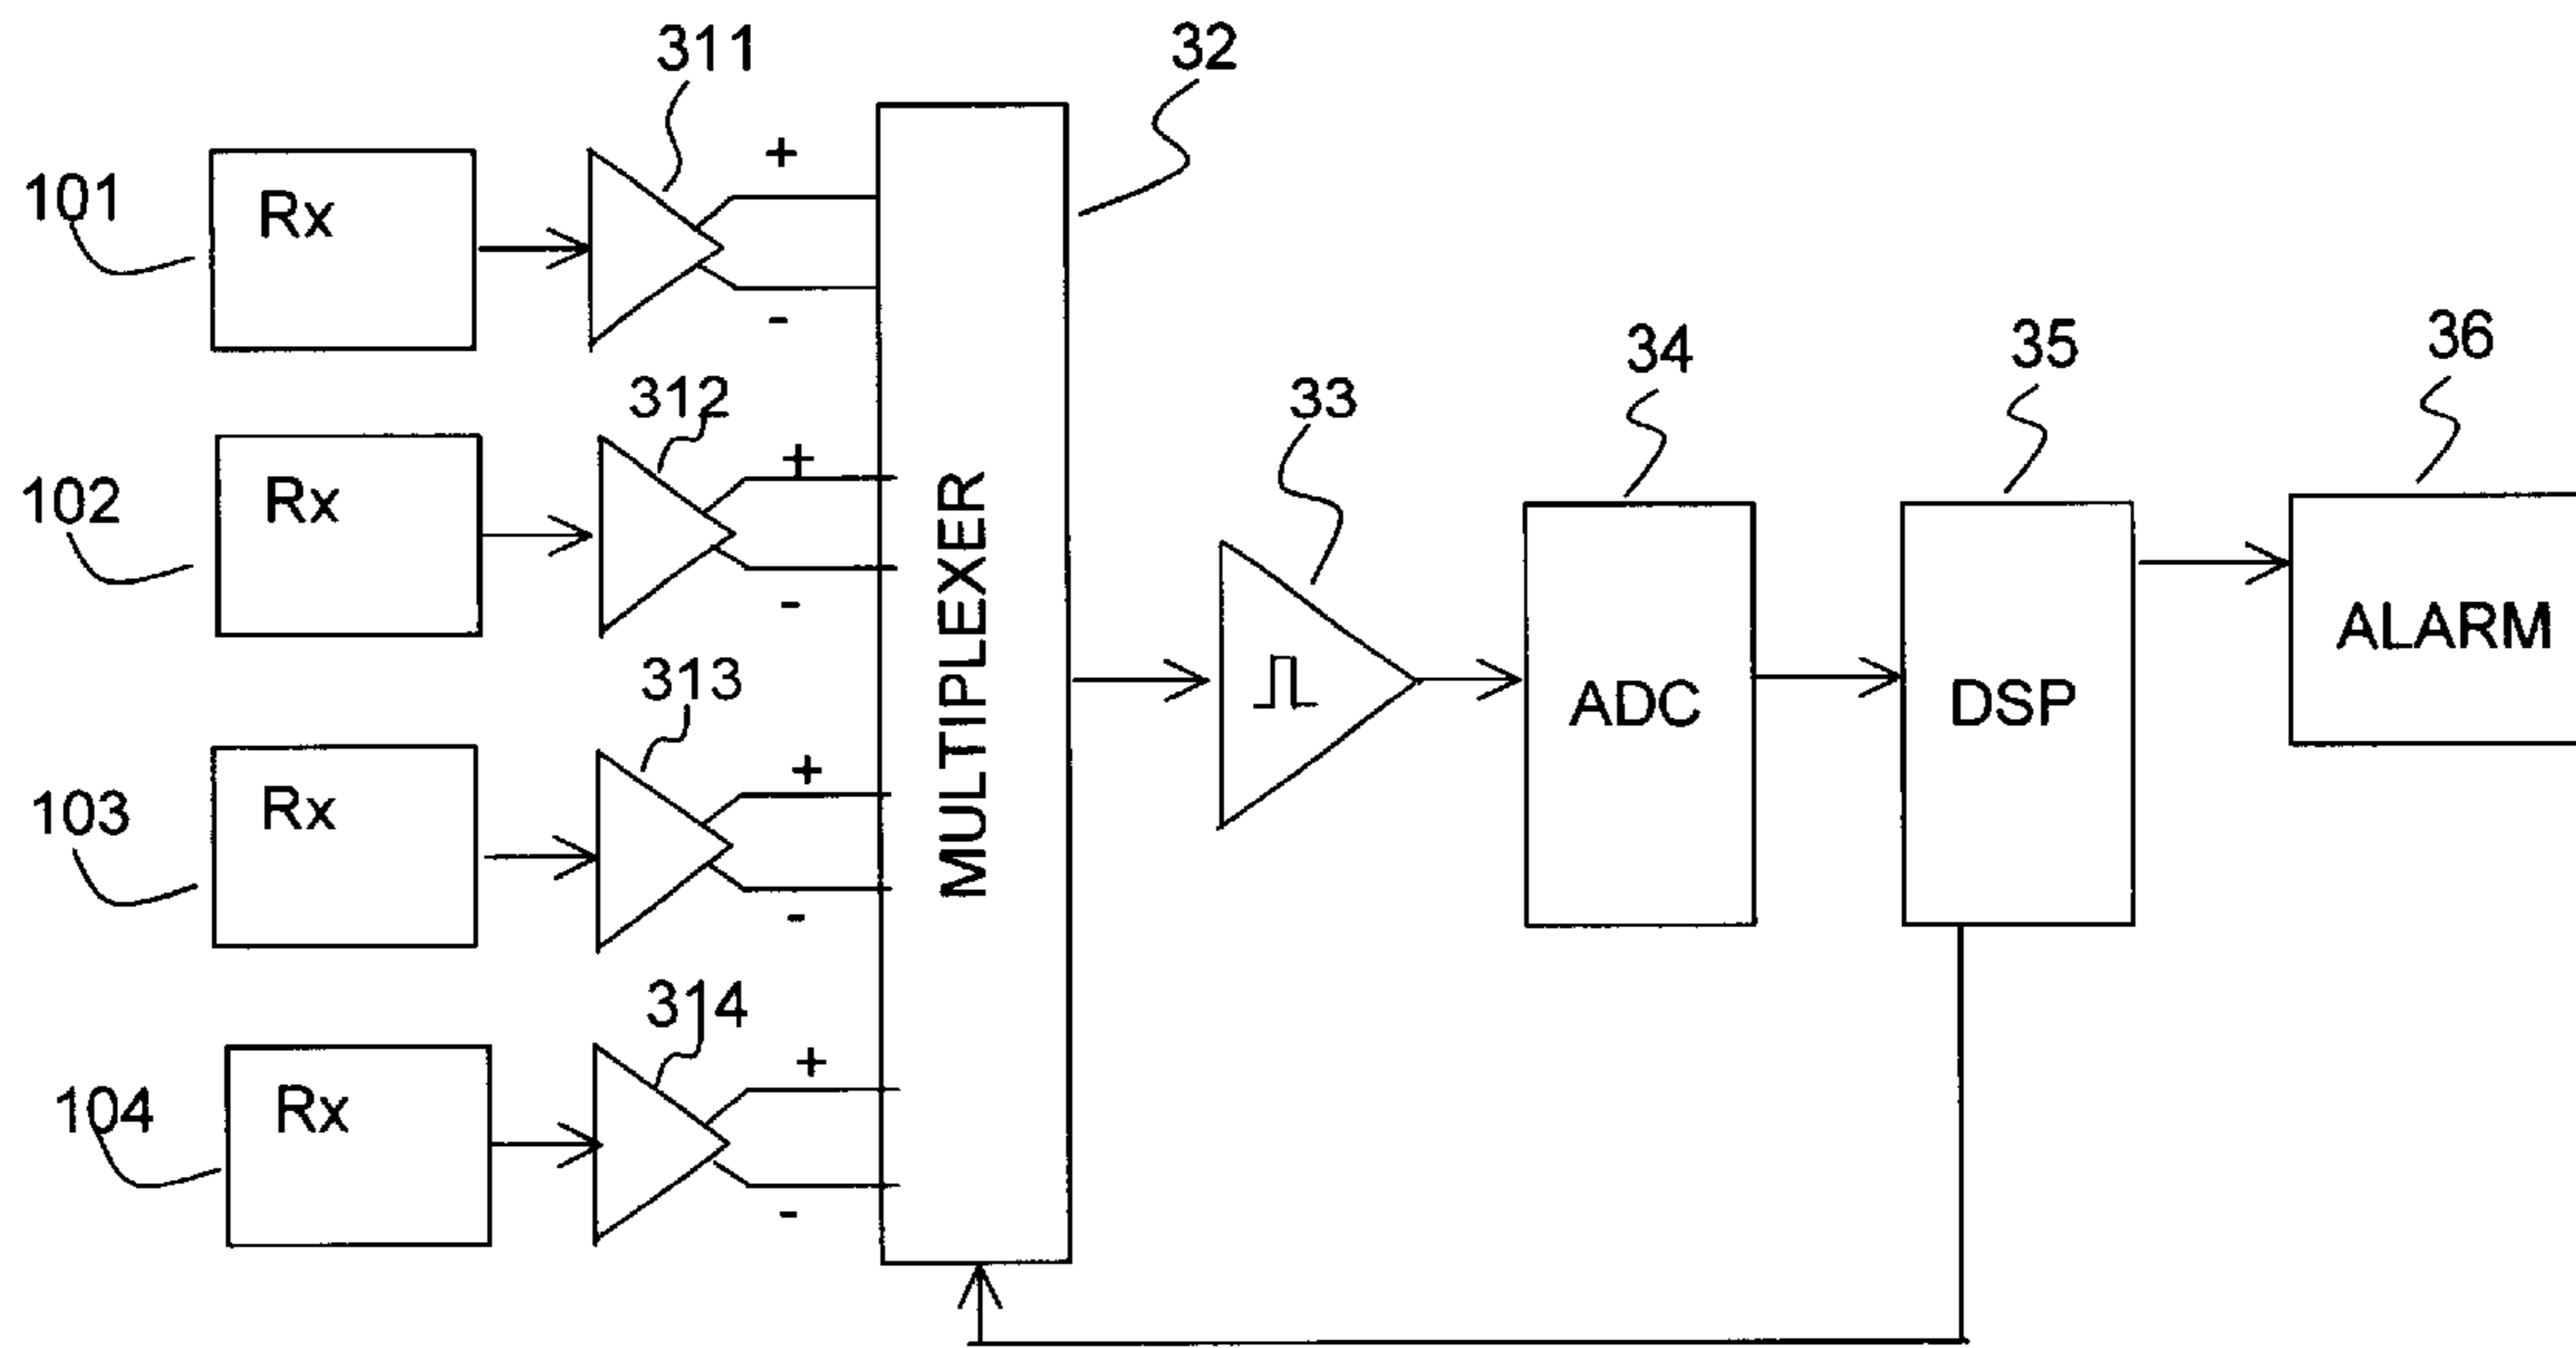 311
32
101
Rx
+
-
34
35
36
312
33
102
Rx
+
-
MULTIPLEXER
ADC
DSP
ALARM
313
103
Rx
+
-
314
104
Rx
+
-